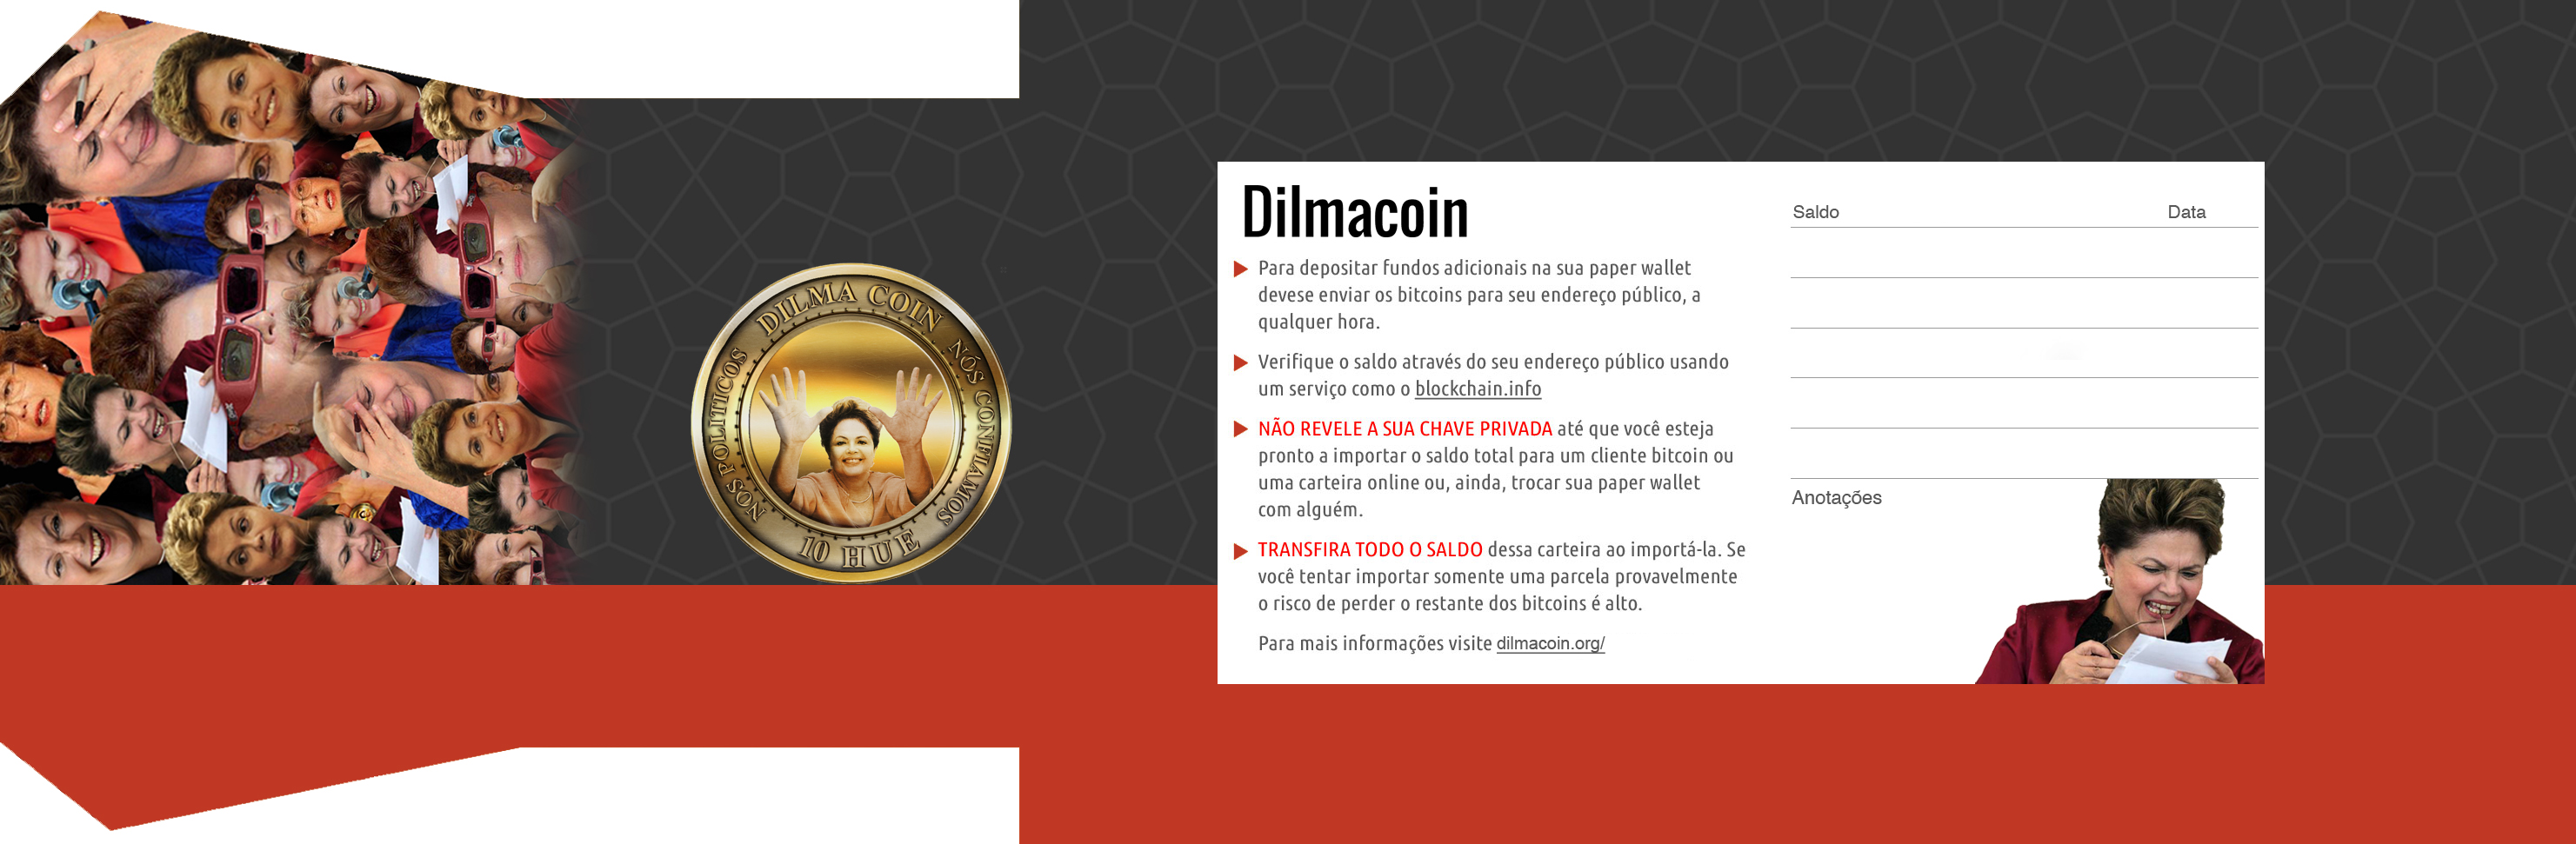 DILMA COIN
NOS POLITICOS
NÓS CONFIAMOS
10 HUE
Dilmacoin
Para depositar fundos adicionais na sua paper wallet
devese enviar os bitcoins para seu endereço público, a
qualquer hora.
Verifique o saldo através do seu endereço público usando
um serviço como o blockchain.info
NÃO REVELE A SUA CHAVE PRIVADA até que você esteja
pronto a importar o saldo total para um cliente bitcoin ou
uma carteira online ou, ainda, trocar sua paper wallet
com alguém.
TRANSFIRA TODO O SALDO dessa carteira ao importá-la. Se
você tentar importar somente uma parcela provavelmente
o risco de perder o restante dos bitcoins é alto.
Para mais informações visite dilmacoin.org/
Saldo Data
Anotações